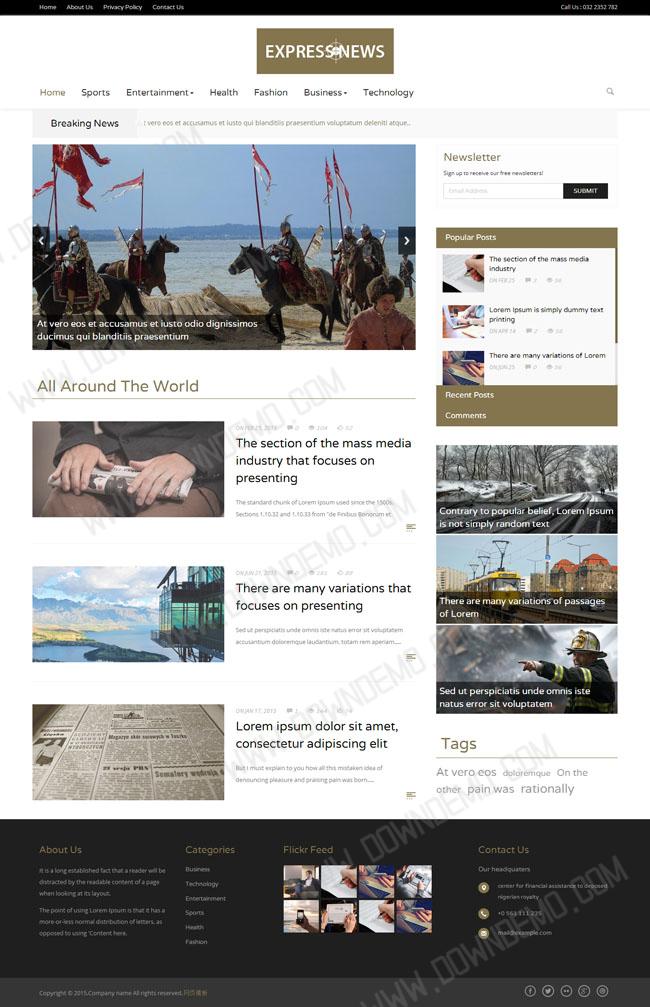 Home About Us Privacy Policy Contact Us
Call Us : 032 2352 782
EXPRESS NEWS
Home Sports Entertainment Health Fashion Business Technology
Breaking News
t vero eos et accusamus et iusto qui blanditiis praesentium voluptatum deleniti atque..
At vero eos et accusamus et iusto odio dignissimos
ducimus qui blanditiis praesentium
Newsletter
Sign up to receive our free newsletters!
Email Address
SUBMIT
Popular Posts
The section of the mass media
industry
ON FEB 25 3 56
Lorem Ipsum is simply dummy text
printing
ON APR 14 2 56
There are many variations of Lorem
ON JUN 25 0 56
Recent Posts
Comments
All Around The World
ON FEB 25, 2015 0 104 52
The section of the mass media
industry that focuses on
presenting
The standard chunk of Lorem Ipsum used since the 1500s.
Sections 1.10.32 and 1.10.33 from "de Finibus Bonorum et.
ON JUN 21, 2015 0
There are many variations that
focuses on presenting
Sed ut perspiciatis unde omnis iste natus error sit voluptatem
accusantium doloremque laudantium, totam rem aperiam.....
ON JAN 17, 2015 1
Lorem ipsum dolor sit amet,
consectetur adipiscing elit
But I must explain to you how all this mistaken idea of
denouncing pleasure and praising pain was born.....
Contrary to popular belief, Lorem Ipsum
is not simply random text
There are many variations of passages
of Lorem
Sed ut perspiciatis unde omnis iste
natus error sit voluptatem
Tags
At vero eos doloremque On the
other pain was rationally
About Us
It is a long established fact that a reader will be
distracted by the readable content of a page
when looking at its layout.
The point of using Lorem Ipsum is that it has a
more-or-less normal distribution of letters, as
opposed to using 'Content here.
Categories
Business
Technology
Entertainment
Sports
Health
Fashion
Flickr Feed
Contact Us
Our headquaters
center for financial assistance to deposed
nigerian royalty
+0 561 111 235
mail@example.com
Copyright © 2015.Company name All rights reserved.网页模板
WWW.DOWNDEMO.COM